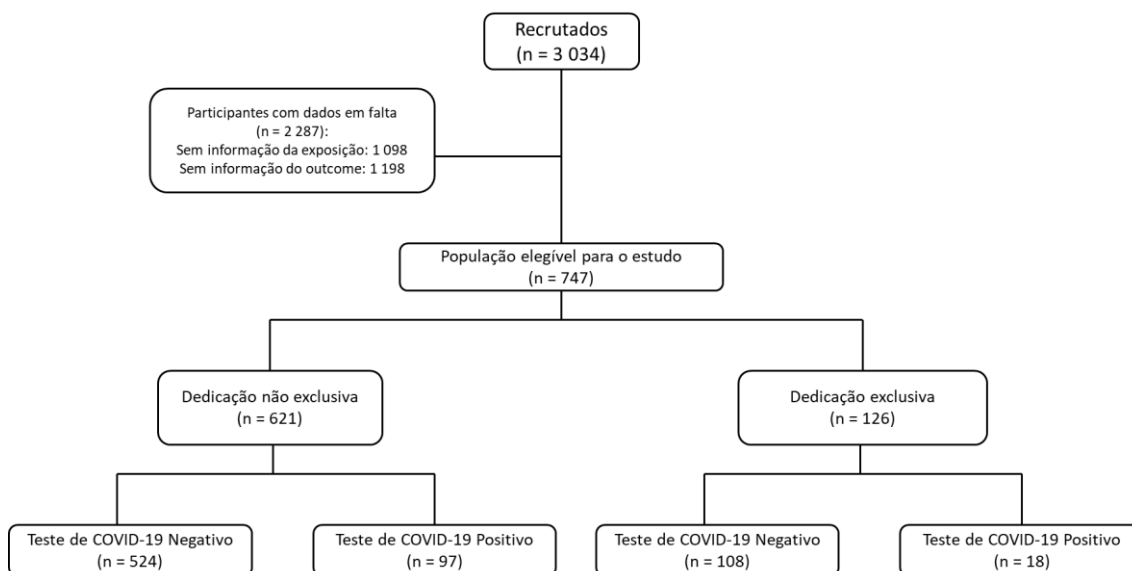 Recrutados
(n = 3 034)
Participantes com dados em falta
(n = 2 287):
Sem informação da exposição: 1 098
Sem informação do outcome: 1 198
População elegível para o estudo
(n = 747)
Dedicação não exclusiva
(n = 621)
Dedicação exclusiva
(n = 126)
Teste de COVID-19 Negativo
(n = 524)
Teste de COVID-19 Positivo
(n = 97)
Teste de COVID-19 Negativo
(n = 108)
Teste de COVID-19 Positivo
(n = 18)